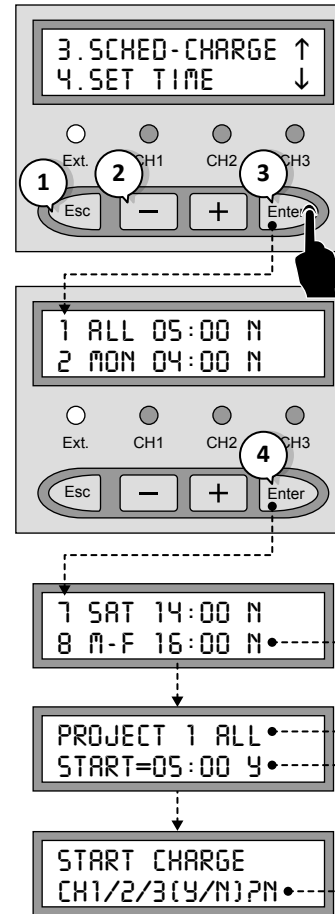 3.SCHED-CHARGE ↑
4.SET TIME ↓
Ext. CH1 CH2 CH3
1 2 3
Esc − + Enter
1 ALL 05:00 N
2 MON 04:00 N
Ext. CH1 CH2 CH3
4
Esc − + Enter
7 SAT 14:00 N
8 M-F 16:00 N
PROJECT 1 ALL
START=05:00 Y
START CHARGE
CH1/2/3(Y/N)?N